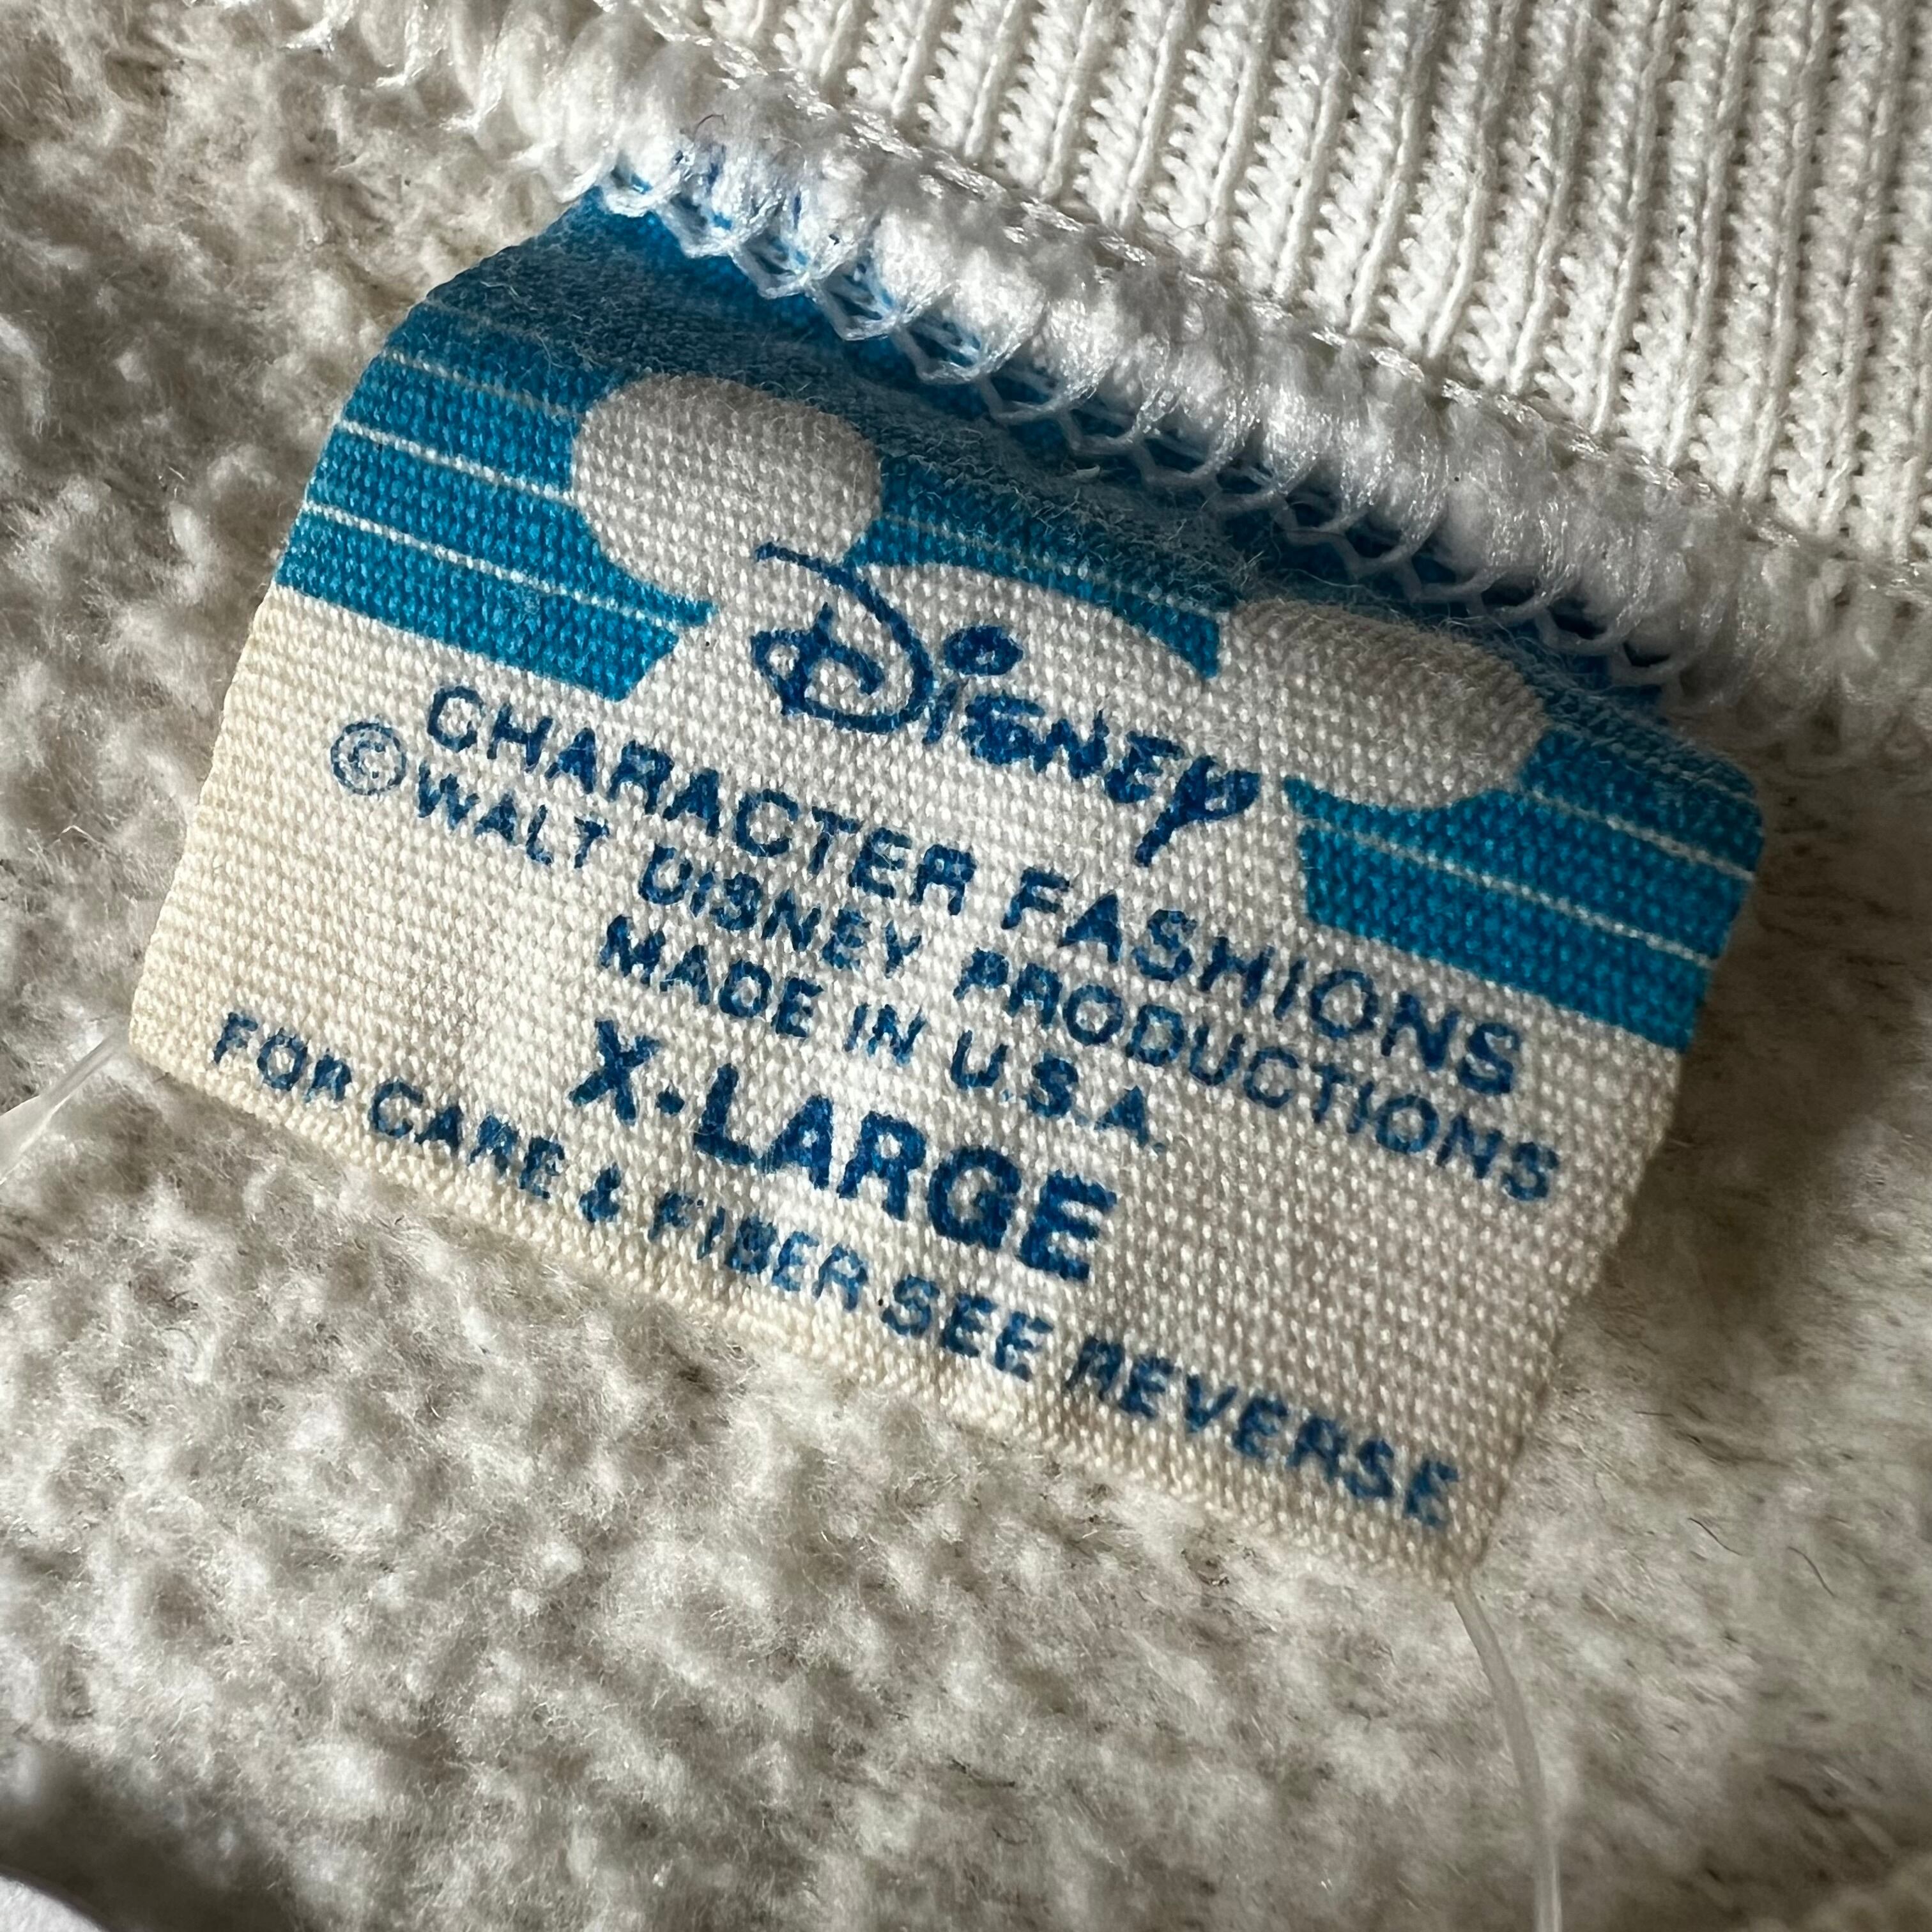 Disney
CHARACTER FASHIONS
©WALT DISNEY PRODUCTIONS
MADE IN U.S.A.
X-LARGE
FOR CARE & FIBER SEE REVERSE